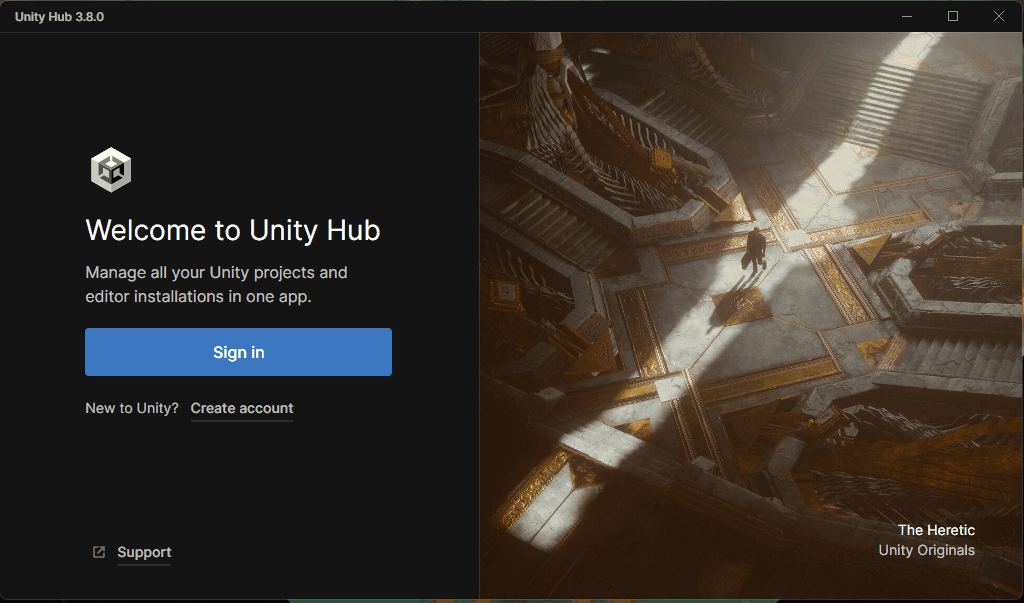 Unity Hub 3.8.0
Welcome to Unity Hub
Manage all your Unity projects and
editor installations in one app.
Sign in
New to Unity? Create account
Support
The Heretic
Unity Originals